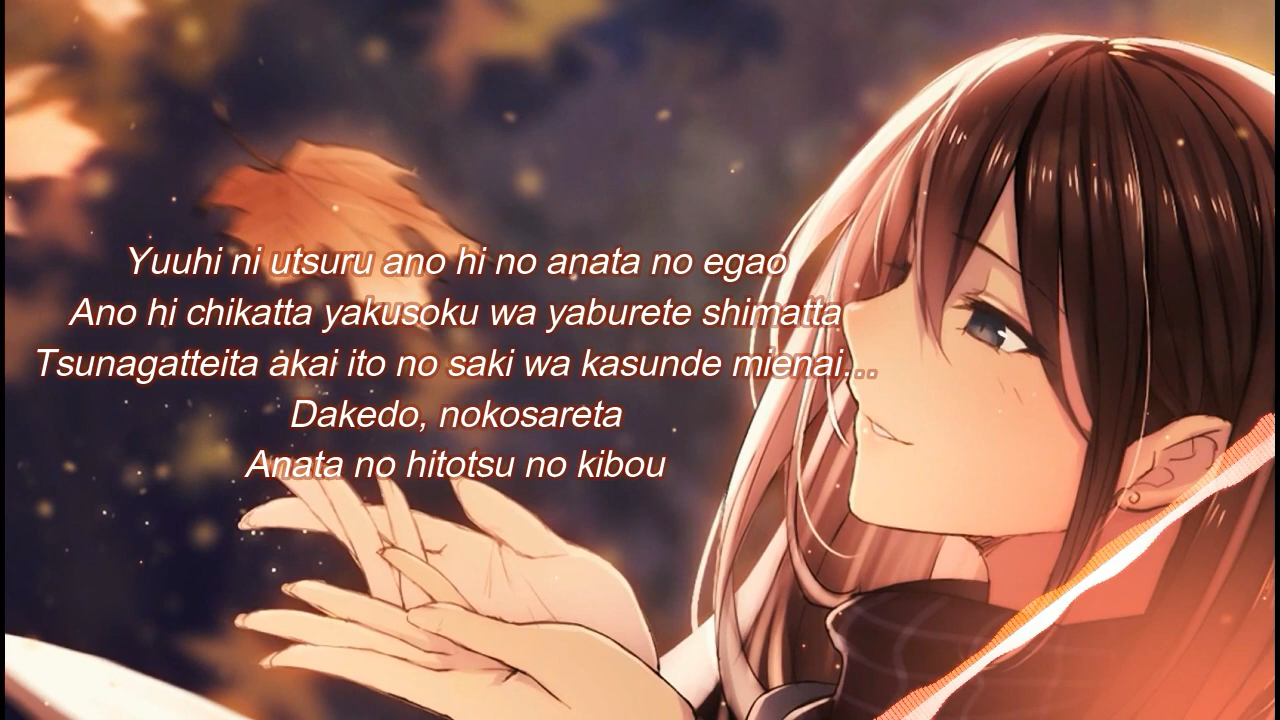 Yuuhi ni utsuru ano hi no anata no egao
Ano hi chikatta yakusoku wa yaburete shimatta
Tsunagatteita akai ito no saki wa kasunde mienai...
Dakedo, nokosareta
Anata no hitotsu no kibou